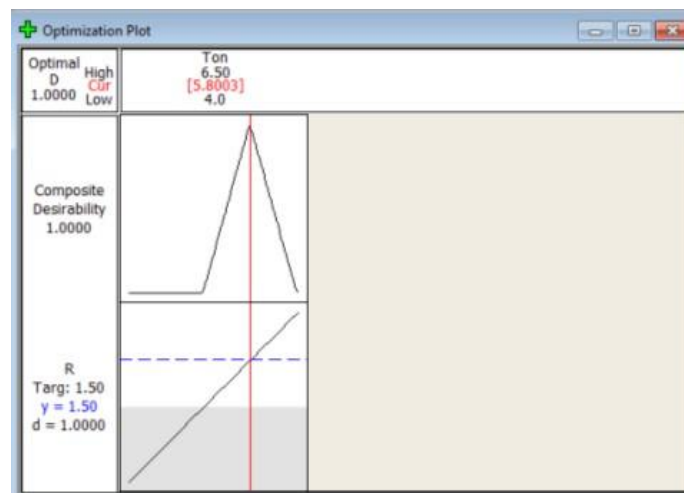 Optimization Plot
Optimal
D
1.0000
High
Cur
Low
Ton
6.50
[5.8003]
4.0
Composite
Desirability
1.0000
R
Targ: 1.50
y = 1.50
d = 1.0000